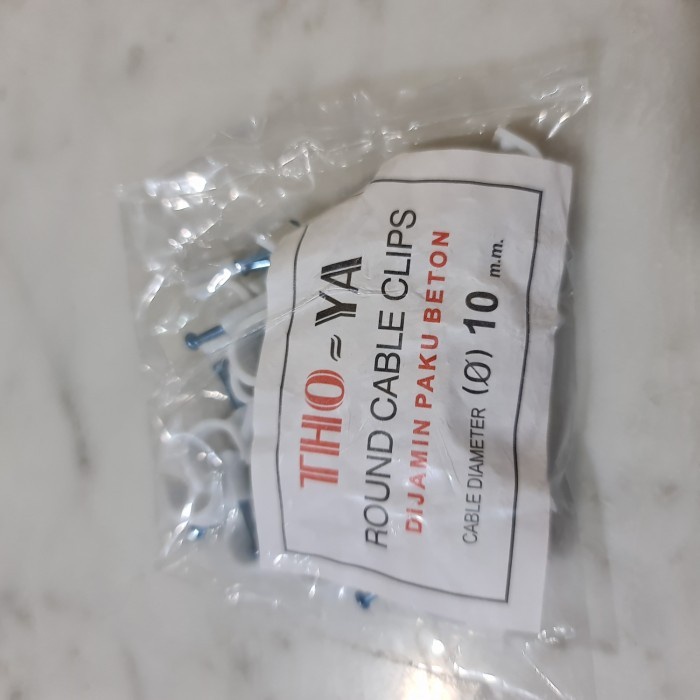 THO ≈ YA
ROUND CABLE CLIPS
DIJAMIN PAKU BETON
CABLE DIAMETER (Ø) 10 m.m.